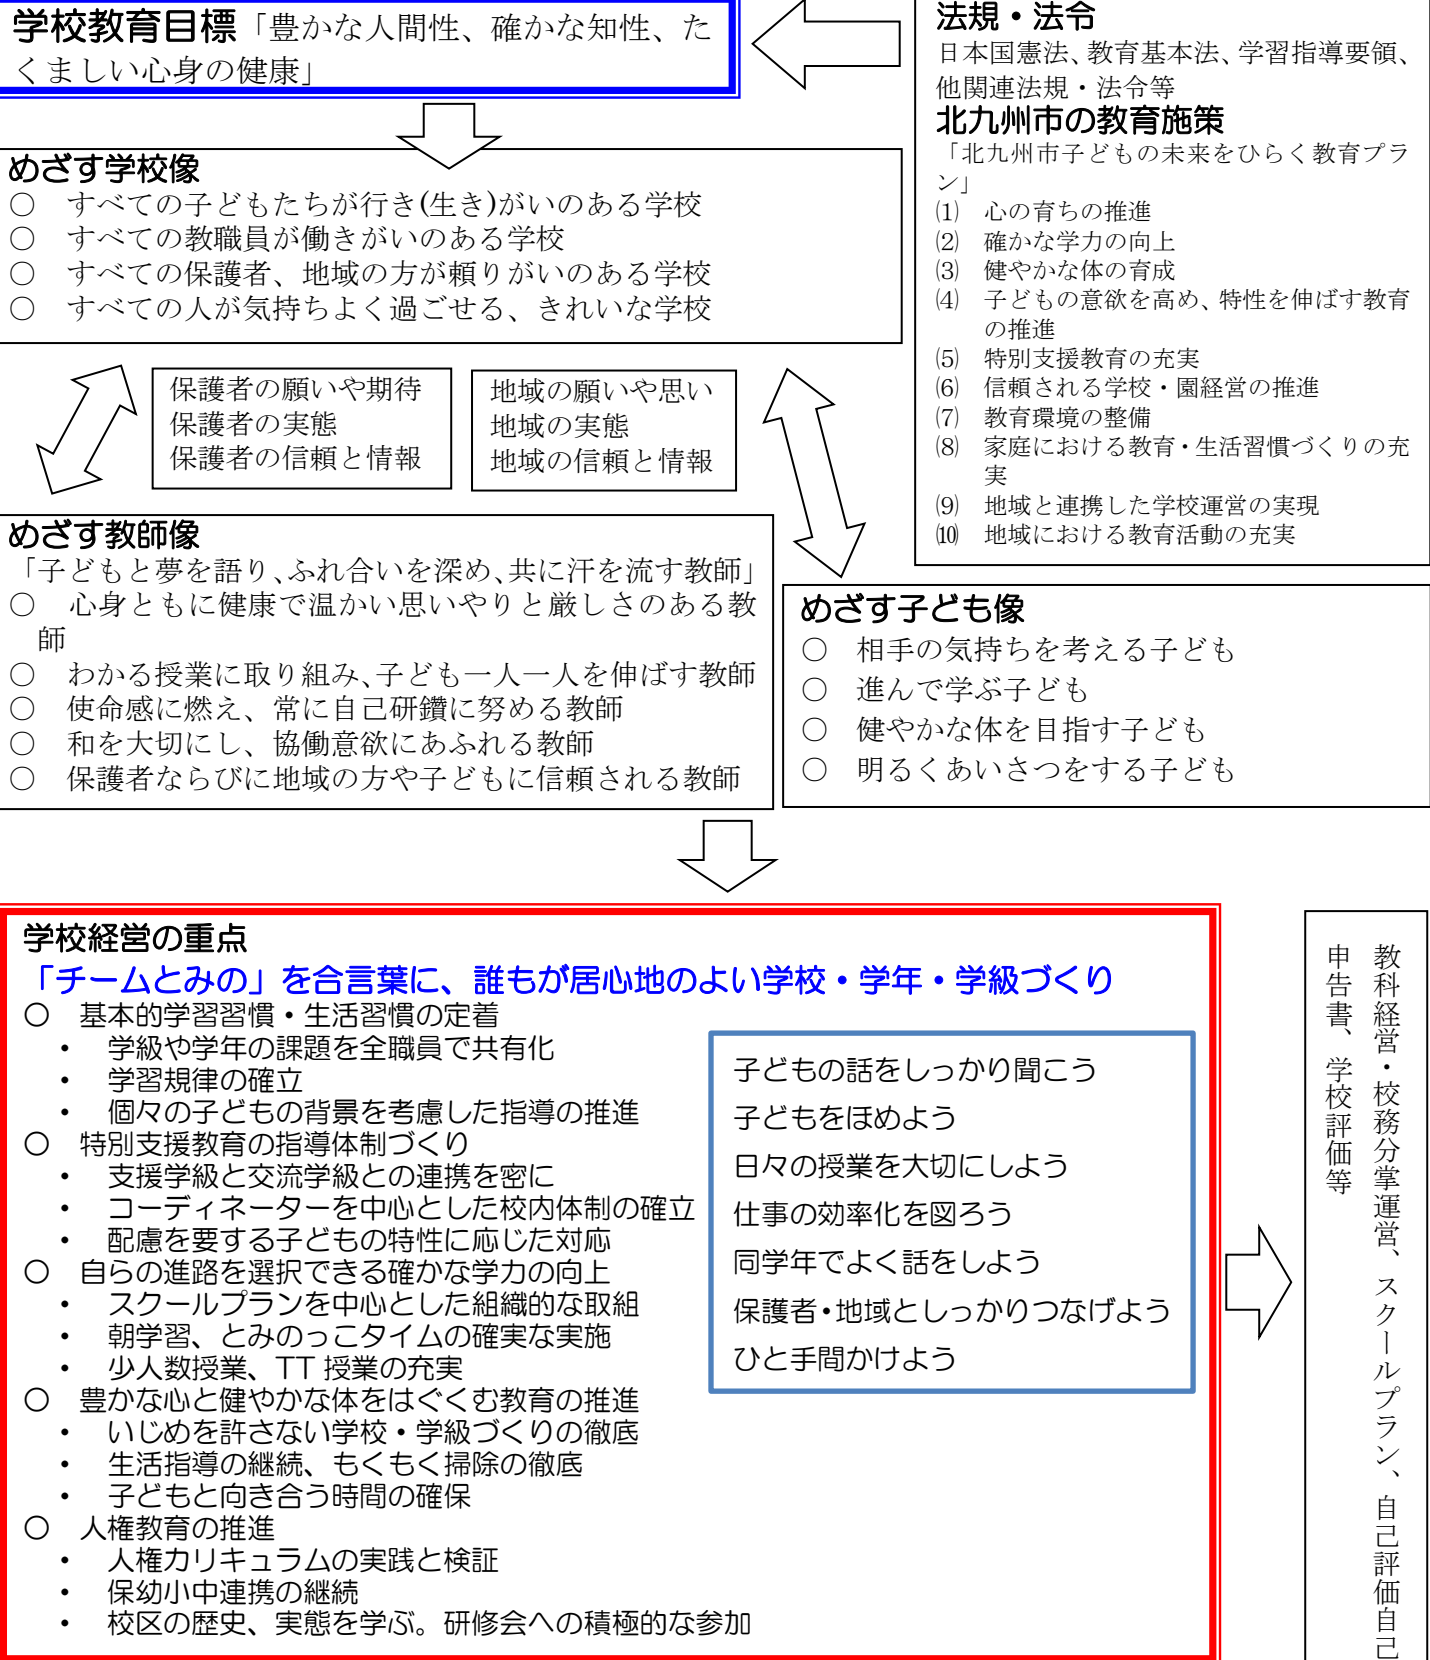 学校教育目標「豊かな人間性、確かな知性、た
くましい心身の健康」
法規・法令
日本国憲法、教育基本法、学習指導要領、
他関連法規・法令等
北九州市の教育施策
「北九州市子どもの未来をひらく教育プラ
ン」
⑴ 心の育ちの推進
⑵ 確かな学力の向上
⑶ 健やかな体の育成
⑷ 子どもの意欲を高め、特性を伸ばす教育
の推進
⑸ 特別支援教育の充実
⑹ 信頼される学校・園経営の推進
⑺ 教育環境の整備
⑻ 家庭における教育・生活習慣づくりの充
実
⑼ 地域と連携した学校運営の実現
⑽ 地域における教育活動の充実
めざす学校像
○ すべての子どもたちが行き(生き)がいのある学校
○ すべての教職員が働きがいのある学校
○ すべての保護者、地域の方が頼りがいのある学校
○ すべての人が気持ちよく過ごせる、きれいな学校
保護者の願いや期待
保護者の実態
保護者の信頼と情報
地域の願いや思い
地域の実態
地域の信頼と情報
めざす教師像
「子どもと夢を語り、ふれ合いを深め、共に汗を流す教師」
○ 心身ともに健康で温かい思いやりと厳しさのある教
師
○ わかる授業に取り組み、子ども一人一人を伸ばす教師
○ 使命感に燃え、常に自己研鑽に努める教師
○ 和を大切にし、協働意欲にあふれる教師
○ 保護者ならびに地域の方や子どもに信頼される教師
めざす子ども像
○ 相手の気持ちを考える子ども
○ 進んで学ぶ子ども
○ 健やかな体を目指す子ども
○ 明るくあいさつをする子ども
学校経営の重点
「チームとみの」を合言葉に、誰もが居心地のよい学校・学年・学級づくり
○ 基本的学習習慣・生活習慣の定着
・ 学級や学年の課題を全職員で共有化
・ 学習規律の確立
・ 個々の子どもの背景を考慮した指導の推進
○ 特別支援教育の指導体制づくり
・ 支援学級と交流学級との連携を密に
・ コーディネーターを中心とした校内体制の確立
・ 配慮を要する子どもの特性に応じた対応
○ 自らの進路を選択できる確かな学力の向上
・ スクールプランを中心とした組織的な取組
・ 朝学習、とみのっこタイムの確実な実施
・ 少人数授業、TT 授業の充実
○ 豊かな心と健やかな体をはぐくむ教育の推進
・ いじめを許さない学校・学級づくりの徹底
・ 生活指導の継続、もくもく掃除の徹底
・ 子どもと向き合う時間の確保
○ 人権教育の推進
・ 人権カリキュラムの実践と検証
・ 保幼小中連携の継続
・ 校区の歴史、実態を学ぶ。研修会への積極的な参加
子どもの話をしっかり聞こう
子どもをほめよう
日々の授業を大切にしよう
仕事の効率化を図ろう
同学年でよく話をしよう
保護者・地域としっかりつなげよう
ひと手間かけよう
教科経営・校務分掌運営、スクールプラン、自己評価自己
申告書、学校評価等